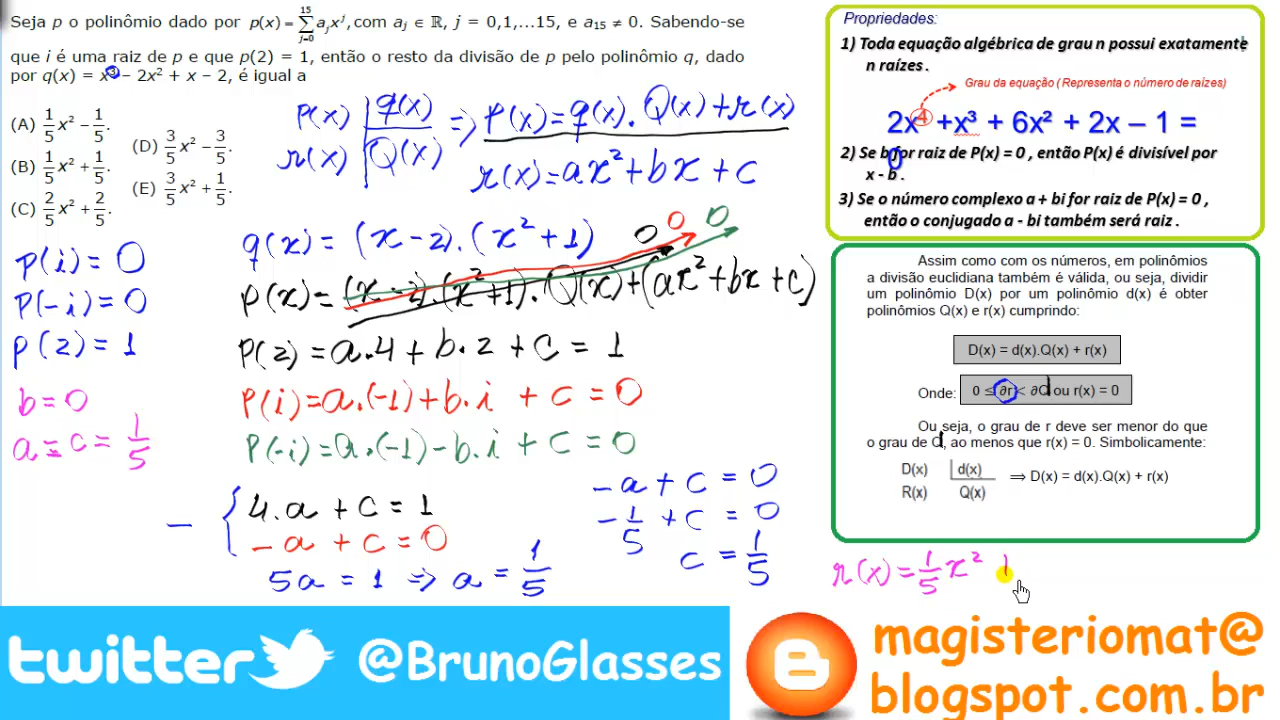 Seja p o polinômio dado por p(x) = 15 Σ j=0 aⱼxʲ, com aⱼ ∈ ℝ, j = 0,1,...15, e a₁₅ ≠ 0. Sabendo-se
que i é uma raiz de p e que p(2) = 1, então o resto da divisão de p pelo polinômio q, dado
por q(x) = x³ − 2x² + x − 2, é igual a
(A) 1/5 x² − 1/5.
(B) 1/5 x² + 1/5.
(C) 2/5 x² + 2/5.
(D) 3/5 x² − 3/5.
(E) 3/5 x² + 1/5.
p(x) | q(x)
r(x) | Q(x)
=> p(x) = q(x) . Q(x) + r(x)
r(x) = ax² + bx + c
p(i) = 0
p(-i) = 0
p(2) = 1
b = 0
a = c = 1/5
q(x) = (x-2) . (x²+1)
0 0 0
p(x) = (x-2) . (x²+1) . Q(x) + (ax² + bx + c)
p(2) = a.4 + b.2 + c = 1
p(i) = a.(-1) + b.i + c = 0
p(-i) = a.(-1) - b.i + c = 0
- { 4.a + c = 1
-a + c = 0
5a = 1 => a = 1/5
-a + c = 0
-1/5 + c = 0
c = 1/5
Propriedades:
1) Toda equação algébrica de grau n possui exatamente
n raízes .
Grau da equação ( Representa o número de raízes)
2x⁴ +x³ + 6x² + 2x – 1 =
0
2) Se b for raiz de P(x) = 0 , então P(x) é divisível por
x - b .
3) Se o número complexo a + bi for raiz de P(x) = 0 ,
então o conjugado a - bi também será raiz .
Assim como com os números, em polinômios
a divisão euclidiana também é válida, ou seja, dividir
um polinômio D(x) por um polinômio d(x) é obter
polinômios Q(x) e r(x) cumprindo:
D(x) = d(x).Q(x) + r(x)
Onde: 0 ≤ ∂r < ∂d ou r(x) = 0
Ou seja, o grau de r deve ser menor do que
o grau de d, ao menos que r(x) = 0. Simbolicamente:
D(x) | d(x)
R(x) Q(x)
⟹ D(x) = d(x).Q(x) + r(x)
r(x) = 1/5 x²
twitter @BrunoGlasses
magisteriomat@
blogspot.com.br